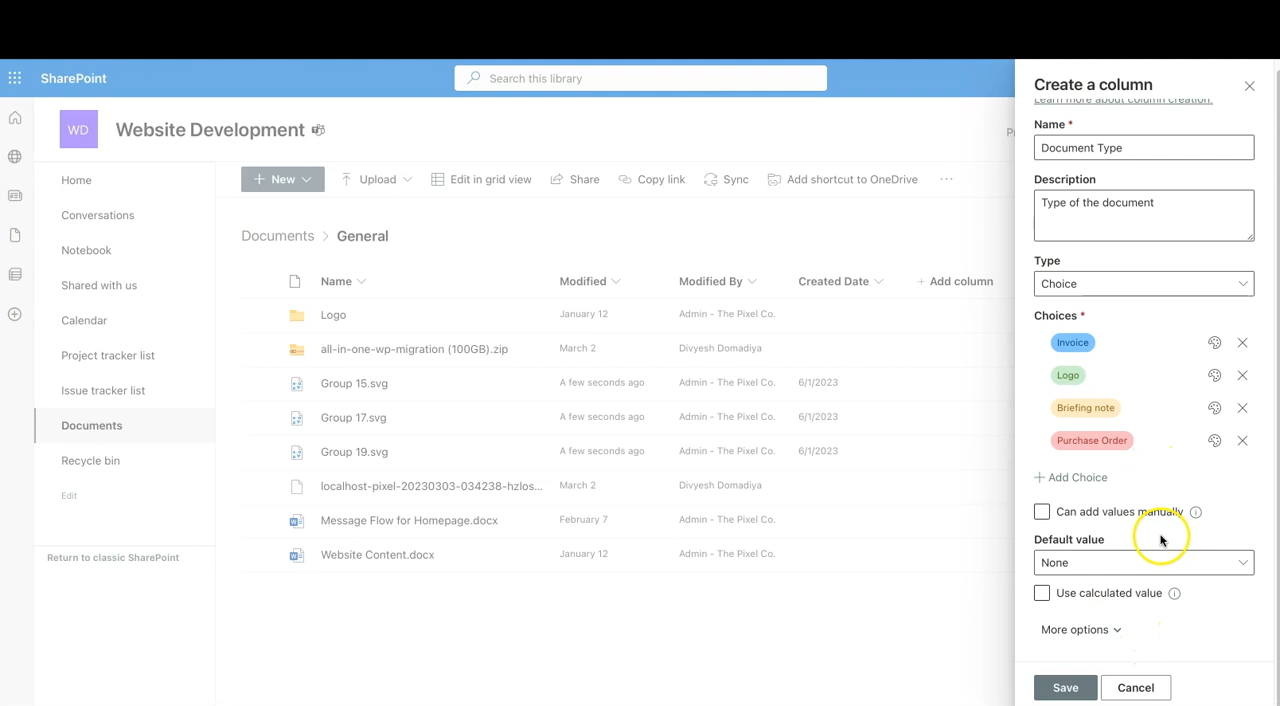 SharePoint
Search this library
WD
Website Development
Home
Conversations
Notebook
Shared with us
Calendar
Project tracker list
Issue tracker list
Documents
Recycle bin
Edit
Return to classic SharePoint
+ New
Upload
Edit in grid view
Share
Copy link
Sync
Add shortcut to OneDrive
...
Documents > General
Name Modified Modified By Created Date + Add column
Logo January 12 Admin - The Pixel Co.
all-in-one-wp-migration (100GB).zip March 2 Divyesh Domadiya
Group 15.svg A few seconds ago Admin - The Pixel Co. 6/1/2023
Group 17.svg A few seconds ago Admin - The Pixel Co. 6/1/2023
Group 19.svg A few seconds ago Admin - The Pixel Co. 6/1/2023
localhost-pixel-20230303-034238-hzlos... March 2 Divyesh Domadiya
Message Flow for Homepage.docx February 7 Admin - The Pixel Co.
Website Content.docx January 12 Admin - The Pixel Co.
Create a column
Learn more about column creation.
Name *
Document Type
Description
Type of the document
Type
Choice
Choices *
Invoice
Logo
Briefing note
Purchase Order
+ Add Choice
Can add values manually
Default value
None
Use calculated value
More options
Save Cancel